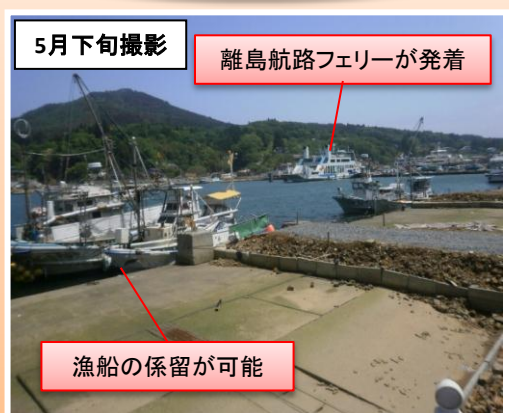 5月下旬撮影
離島航路フェリーが発着
漁船の係留が可能